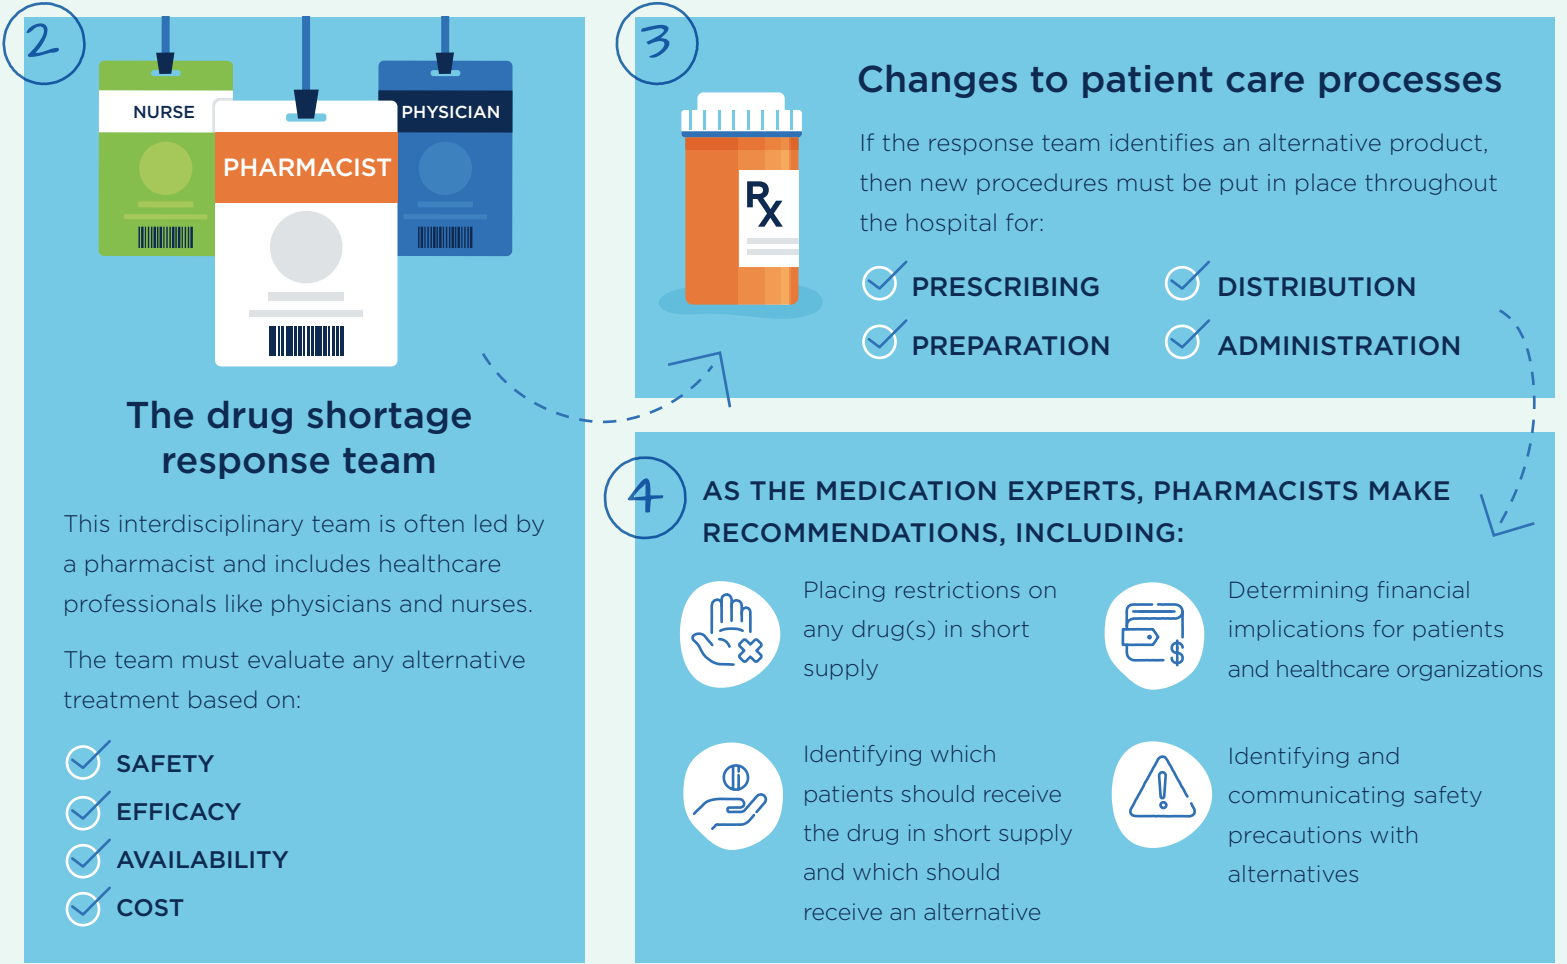 2
NURSE
PHARMACIST
PHYSICIAN
The drug shortage
response team
This interdisciplinary team is often led by
a pharmacist and includes healthcare
professionals like physicians and nurses.
The team must evaluate any alternative
treatment based on:
SAFETY
EFFICACY
AVAILABILITY
COST
3
Rx
Changes to patient care processes
If the response team identifies an alternative product,
then new procedures must be put in place throughout
the hospital for:
PRESCRIBING
DISTRIBUTION
PREPARATION
ADMINISTRATION
4
AS THE MEDICATION EXPERTS, PHARMACISTS MAKE
RECOMMENDATIONS, INCLUDING:
Placing restrictions on
any drug(s) in short
supply
$
Determining financial
implications for patients
and healthcare organizations
Identifying which
patients should receive
the drug in short supply
and which should
receive an alternative
!
Identifying and
communicating safety
precautions with
alternatives